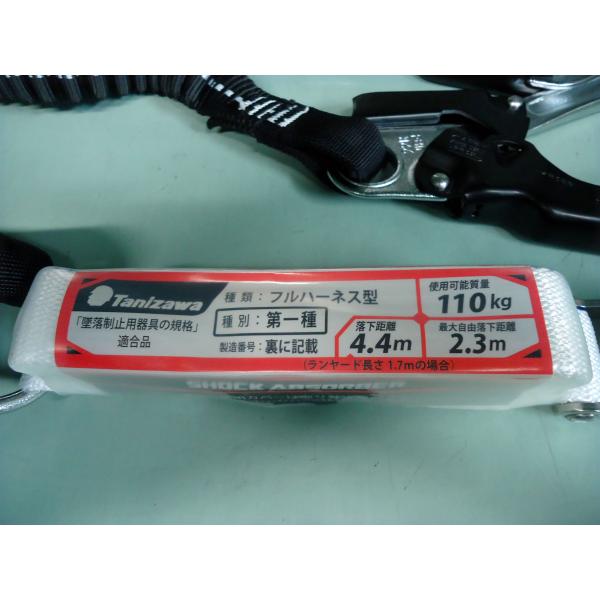 Tanizawa
「墜落制止用器具の規格」
適合品
種類：フルハーネス型
種別：第一種
製造番号：裏に記載
使用可能質量
110kg
落下距離
4.4m
最大自由落下距離
2.3m
(ランヤード長さ 1.7mの場合)
SHOCK ABSORBER